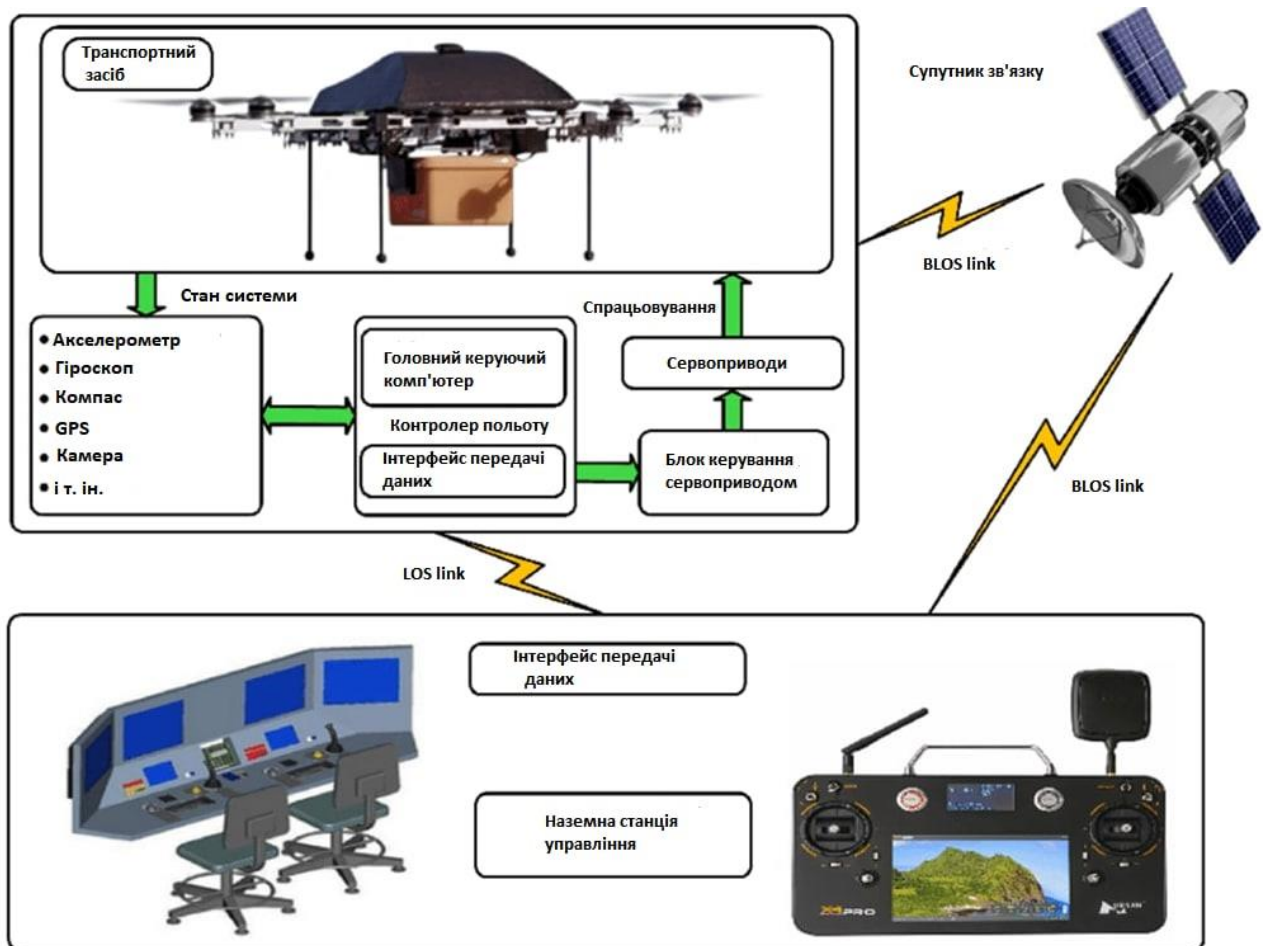 Транспортний
засіб
Супутник зв'язку
BLOS link
Стан системи
Спрацьовування
Акселерометр
Гіроскоп
Компас
GPS
Камера
і т. ін.
Головний керуючий
комп'ютер
Контролер польоту
Інтерфейс передачі
даних
Сервоприводи
Блок керування
сервоприводом
BLOS link
LOS link
Інтерфейс передачі
даних
Наземна станція
управління
X4 PRO